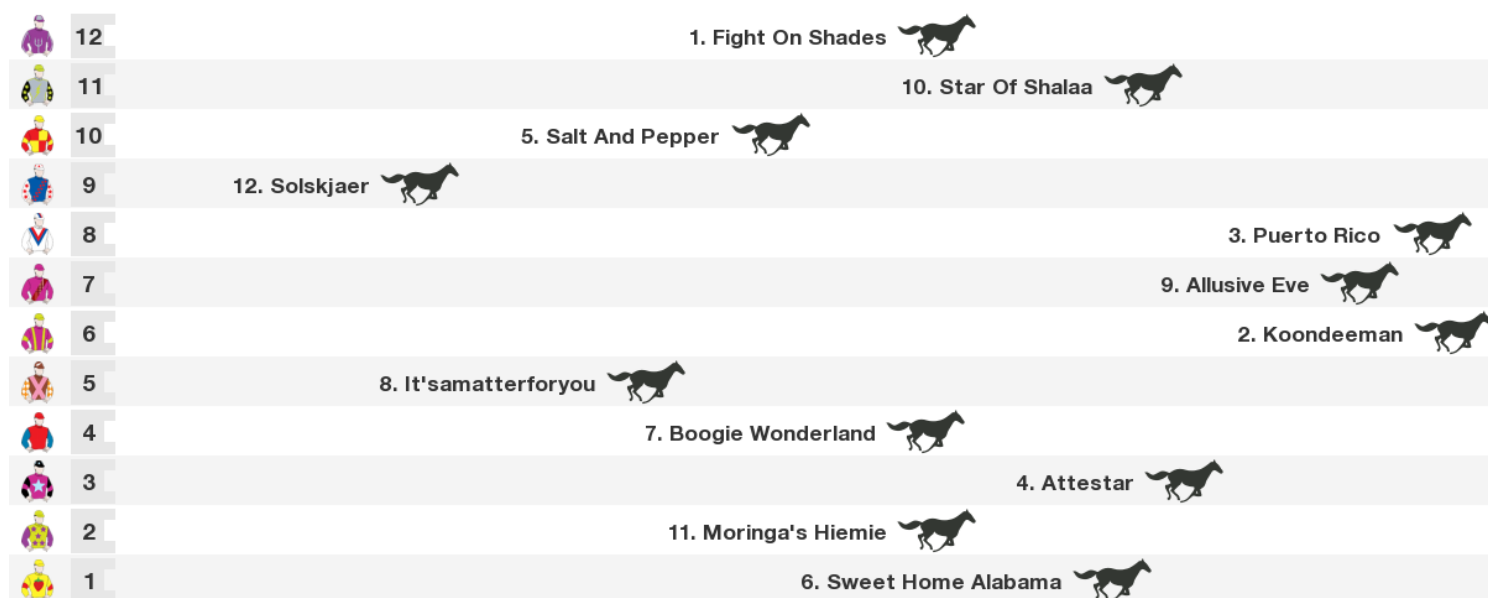 12 1. Fight On Shades
11 10. Star Of Shalaa
10 5. Salt And Pepper
9 12. Solskjaer
8 3. Puerto Rico
7 9. Allusive Eve
6 2. Koondeeman
5 8. It'samatterforyou
4 7. Boogie Wonderland
3 4. Attestar
2 11. Moringa's Hiemie
1 6. Sweet Home Alabama